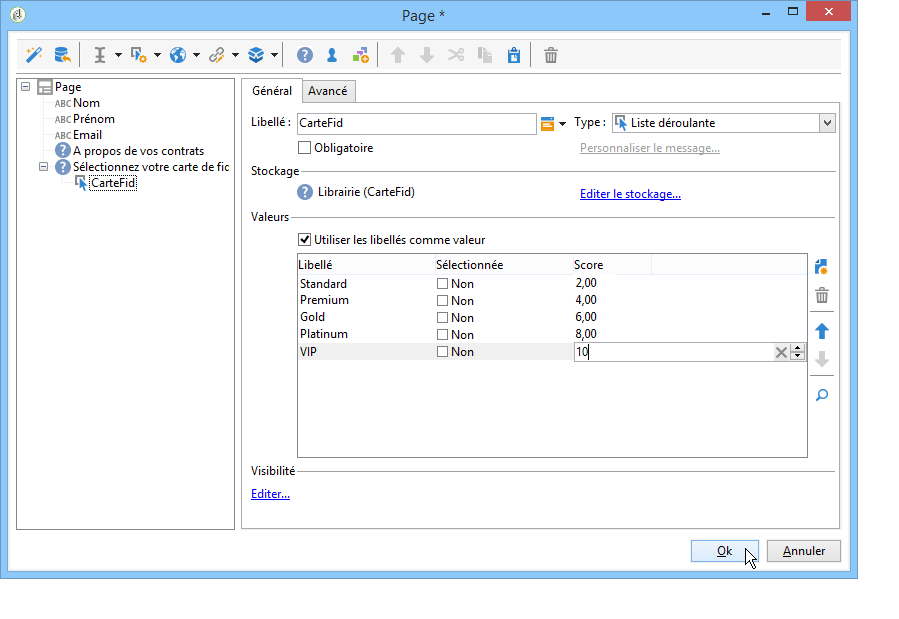 Page *
Page
ABC Nom
ABC Prénom
ABC Email
A propos de vos contrats
Sélectionnez votre carte de fid
CarteFid
Général Avancé
Libellé : CarteFid Type : Liste déroulante
Obligatoire Personnaliser le message...
Stockage
Librairie (CarteFid) Editer le stockage...
Valeurs
Utiliser les libellés comme valeur
Libellé Sélectionnée Score
Standard Non 2,00
Premium Non 4,00
Gold Non 6,00
Platinum Non 8,00
VIP Non 10
Visibilité
Editer...
Ok Annuler